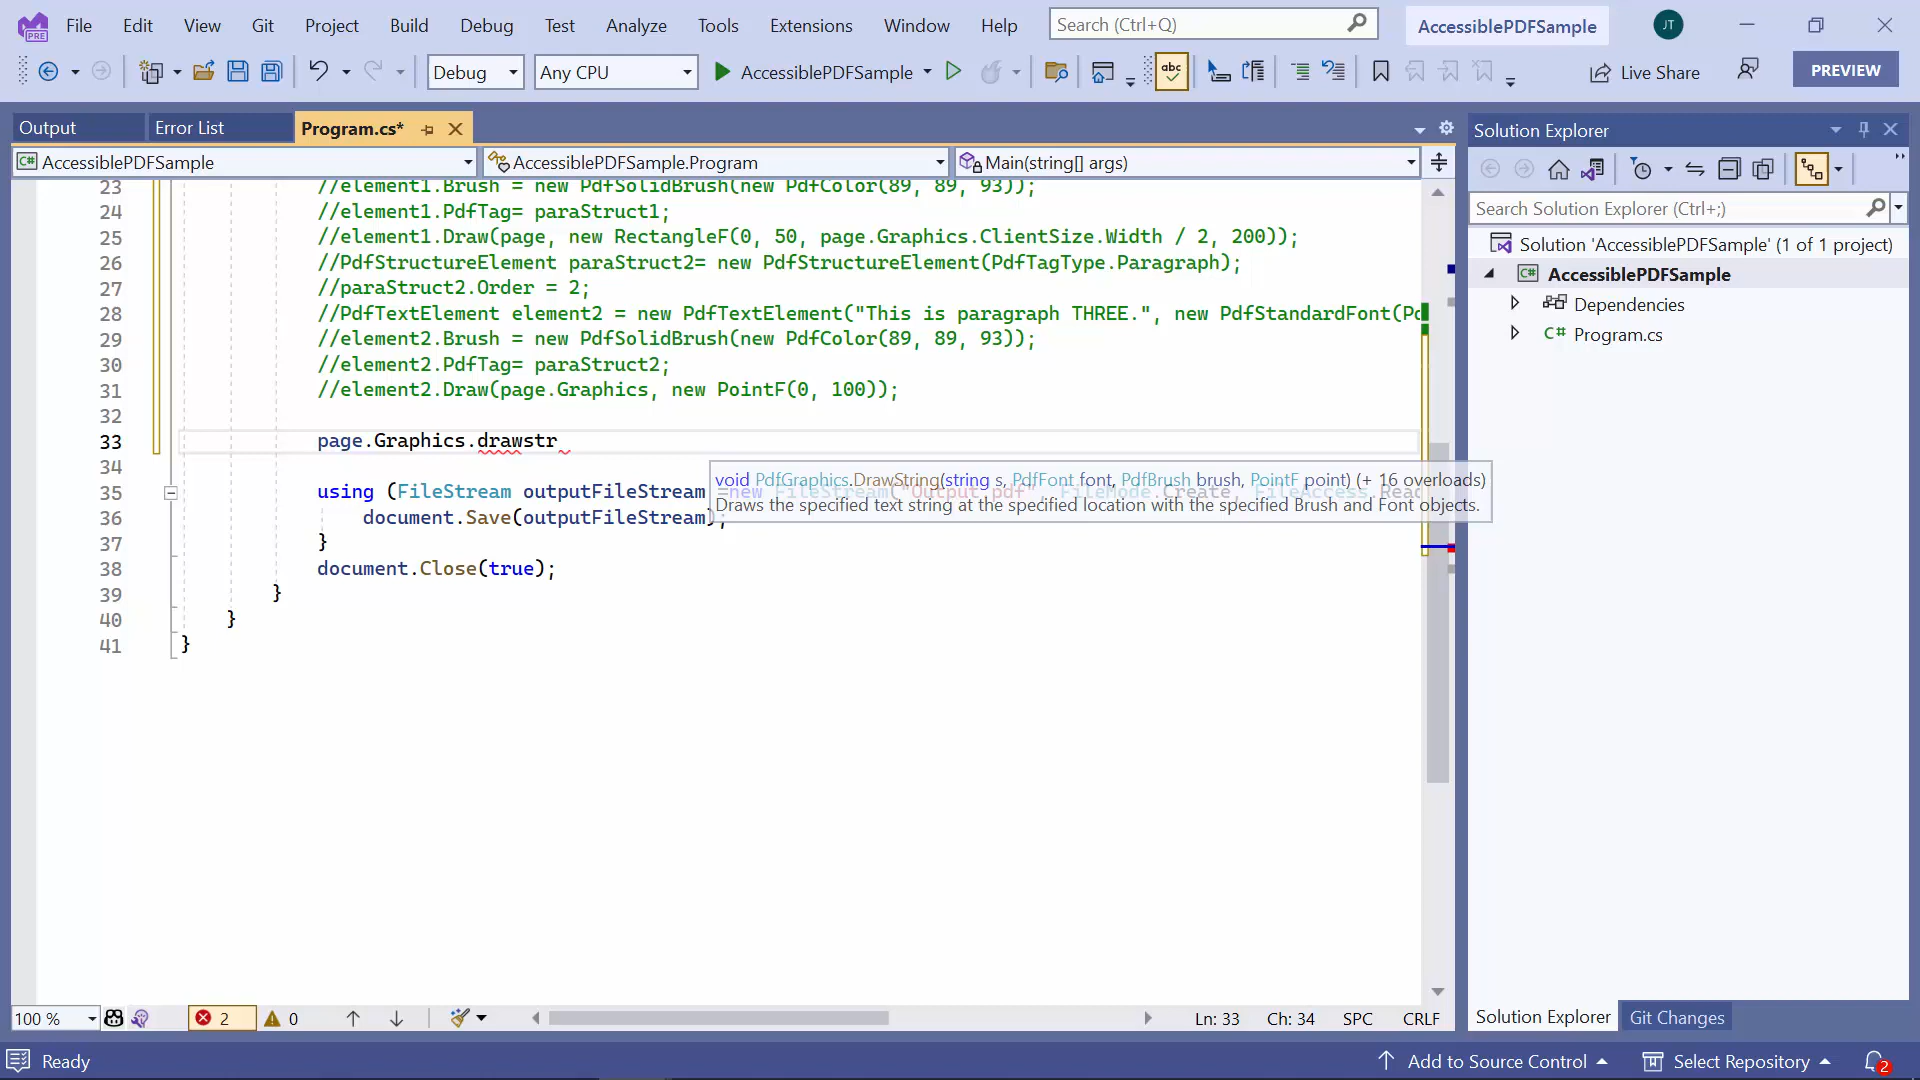 File Edit View Git Project Build Debug Test Analyze Tools Extensions Window Help Search (Ctrl+Q) AccessiblePDFSample JT
PRE
Debug Any CPU AccessiblePDFSample abc Live Share PREVIEW
Output Error List Program.cs*
AccessiblePDFSample AccessiblePDFSample.Program Main(string[] args)
23 //element1.Brush = new PdfSolidBrush(new PdfColor(89, 89, 93));
24 //element1.PdfTag= paraStruct1;
25 //element1.Draw(page, new RectangleF(0, 50, page.Graphics.ClientSize.Width / 2, 200));
26 //PdfStructureElement paraStruct2= new PdfStructureElement(PdfTagType.Paragraph);
27 //paraStruct2.Order = 2;
28 //PdfTextElement element2 = new PdfTextElement("This is paragraph THREE.", new PdfStandardFont(Pd
29 //element2.Brush = new PdfSolidBrush(new PdfColor(89, 89, 93));
30 //element2.PdfTag= paraStruct2;
31 //element2.Draw(page.Graphics, new PointF(0, 100));
32
33 page.Graphics.drawstr
34
void PdfGraphics.DrawString(string s, PdfFont font, PdfBrush brush, PointF point) (+ 16 overloads)
Draws the specified text string at the specified location with the specified Brush and Font objects.
35 using (FileStream outputFileStream =new FileStream("Output.pdf", FileMode.Create, FileAccess.Read
36 document.Save(outputFileStream);
37 }
38 document.Close(true);
39 }
40 }
41 }
Solution Explorer
Search Solution Explorer (Ctrl+;)
Solution 'AccessiblePDFSample' (1 of 1 project)
C# AccessiblePDFSample
Dependencies
C# Program.cs
100 % 2 0 Ln: 33 Ch: 34 SPC CRLF
Solution Explorer Git Changes
Ready Add to Source Control Select Repository 2